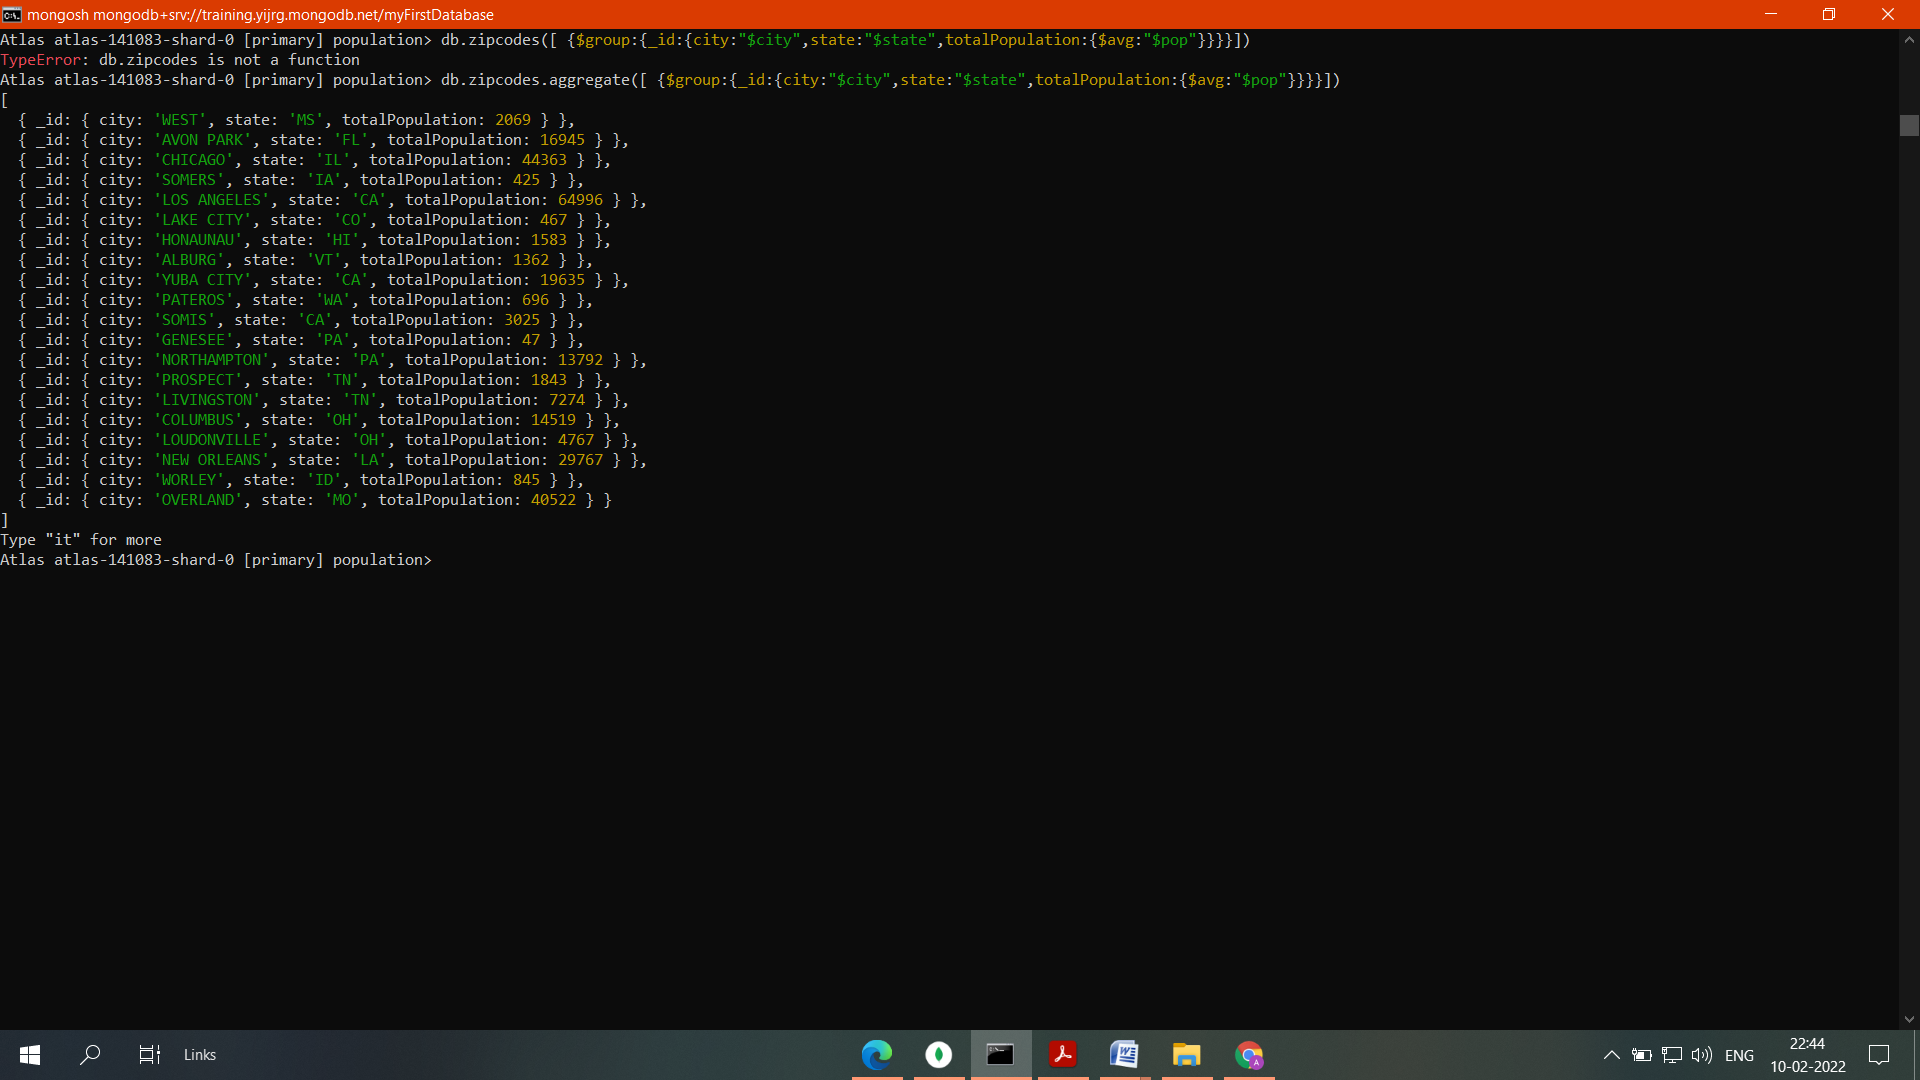 mongosh mongodb+srv://training.yijrg.mongodb.net/myFirstDatabase
Atlas atlas-141083-shard-0 [primary] population> db.zipcodes([ {$group:{_id:{city:"$city",state:"$state",totalPopulation:{$avg:"$pop"}}}}])
TypeError: db.zipcodes is not a function
Atlas atlas-141083-shard-0 [primary] population> db.zipcodes.aggregate([ {$group:{_id:{city:"$city",state:"$state",totalPopulation:{$avg:"$pop"}}}}])
[
  { _id: { city: 'WEST', state: 'MS', totalPopulation: 2069 } },
  { _id: { city: 'AVON PARK', state: 'FL', totalPopulation: 16945 } },
  { _id: { city: 'CHICAGO', state: 'IL', totalPopulation: 44363 } },
  { _id: { city: 'SOMERS', state: 'IA', totalPopulation: 425 } },
  { _id: { city: 'LOS ANGELES', state: 'CA', totalPopulation: 64996 } },
  { _id: { city: 'LAKE CITY', state: 'CO', totalPopulation: 467 } },
  { _id: { city: 'HONAUNAU', state: 'HI', totalPopulation: 1583 } },
  { _id: { city: 'ALBURG', state: 'VT', totalPopulation: 1362 } },
  { _id: { city: 'YUBA CITY', state: 'CA', totalPopulation: 19635 } },
  { _id: { city: 'PATEROS', state: 'WA', totalPopulation: 696 } },
  { _id: { city: 'SOMIS', state: 'CA', totalPopulation: 3025 } },
  { _id: { city: 'GENESEE', state: 'PA', totalPopulation: 47 } },
  { _id: { city: 'NORTHAMPTON', state: 'PA', totalPopulation: 13792 } },
  { _id: { city: 'PROSPECT', state: 'TN', totalPopulation: 1843 } },
  { _id: { city: 'LIVINGSTON', state: 'TN', totalPopulation: 7274 } },
  { _id: { city: 'COLUMBUS', state: 'OH', totalPopulation: 14519 } },
  { _id: { city: 'LOUDONVILLE', state: 'OH', totalPopulation: 4767 } },
  { _id: { city: 'NEW ORLEANS', state: 'LA', totalPopulation: 29767 } },
  { _id: { city: 'WORLEY', state: 'ID', totalPopulation: 845 } },
  { _id: { city: 'OVERLAND', state: 'MO', totalPopulation: 40522 } }
]
Type "it" for more
Atlas atlas-141083-shard-0 [primary] population>
Links
ENG
22:44
10-02-2022